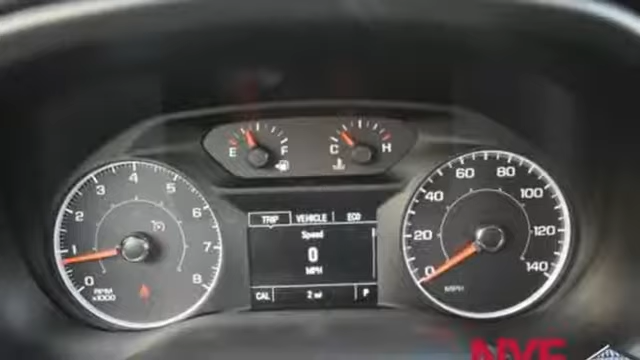 E F C H
0 1 2 3 4 5 6 7 8
RPM
x1000
TRIP VEHICLE ECO
Speed
0
MPH
CAL 2 mi P
0 20 40 60 80 100 120 140
MPH
NYE